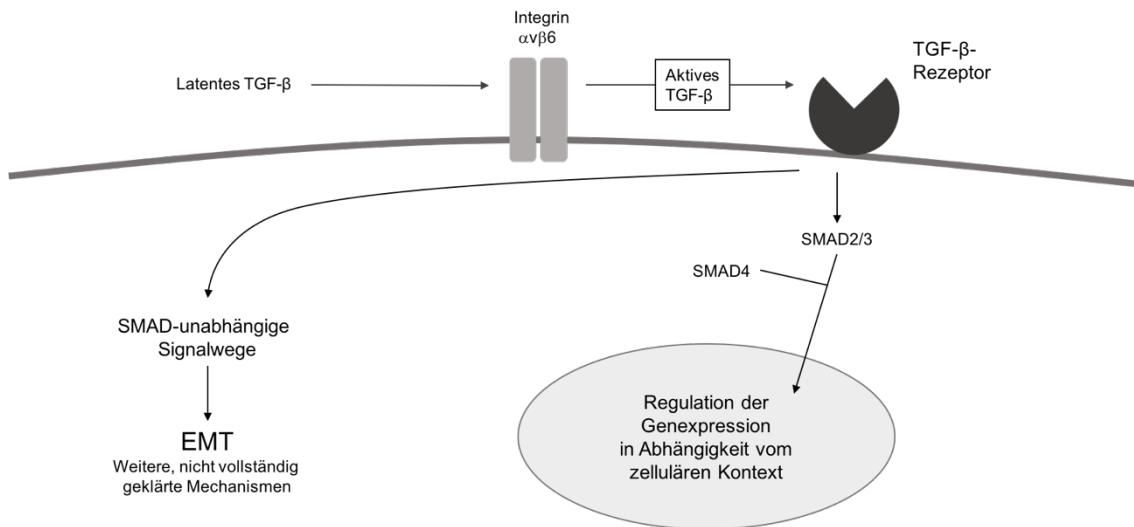 Integrin
αvβ6
Latentes TGF-β
Aktives
TGF-β
TGF-β-
Rezeptor
SMAD2/3
SMAD4
SMAD-unabhängige
Signalwege
EMT
Weitere, nicht vollständig
geklärte Mechanismen
Regulation der
Genexpression
in Abhängigkeit vom
zellulären Kontext